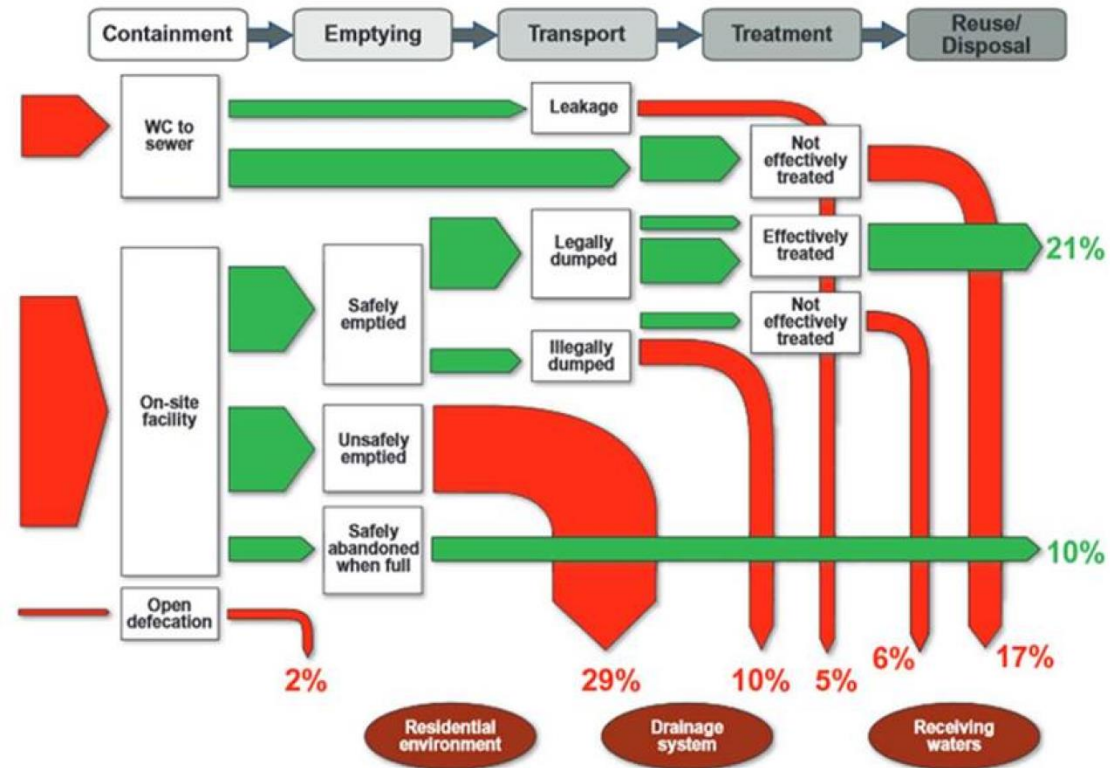 Containment
Emptying
Transport
Treatment
Reuse/
Disposal
WC to
sewer
Leakage
Not
effectively
treated
Legally
dumped
Effectively
treated
21%
Safely
emptied
Not
effectively
treated
Illegally
dumped
On-site
facility
Unsafely
emptied
Safely
abandoned
when full
10%
Open
defecation
2%
29%
10%
5%
6%
17%
Residential
environment
Drainage
system
Receiving
waters